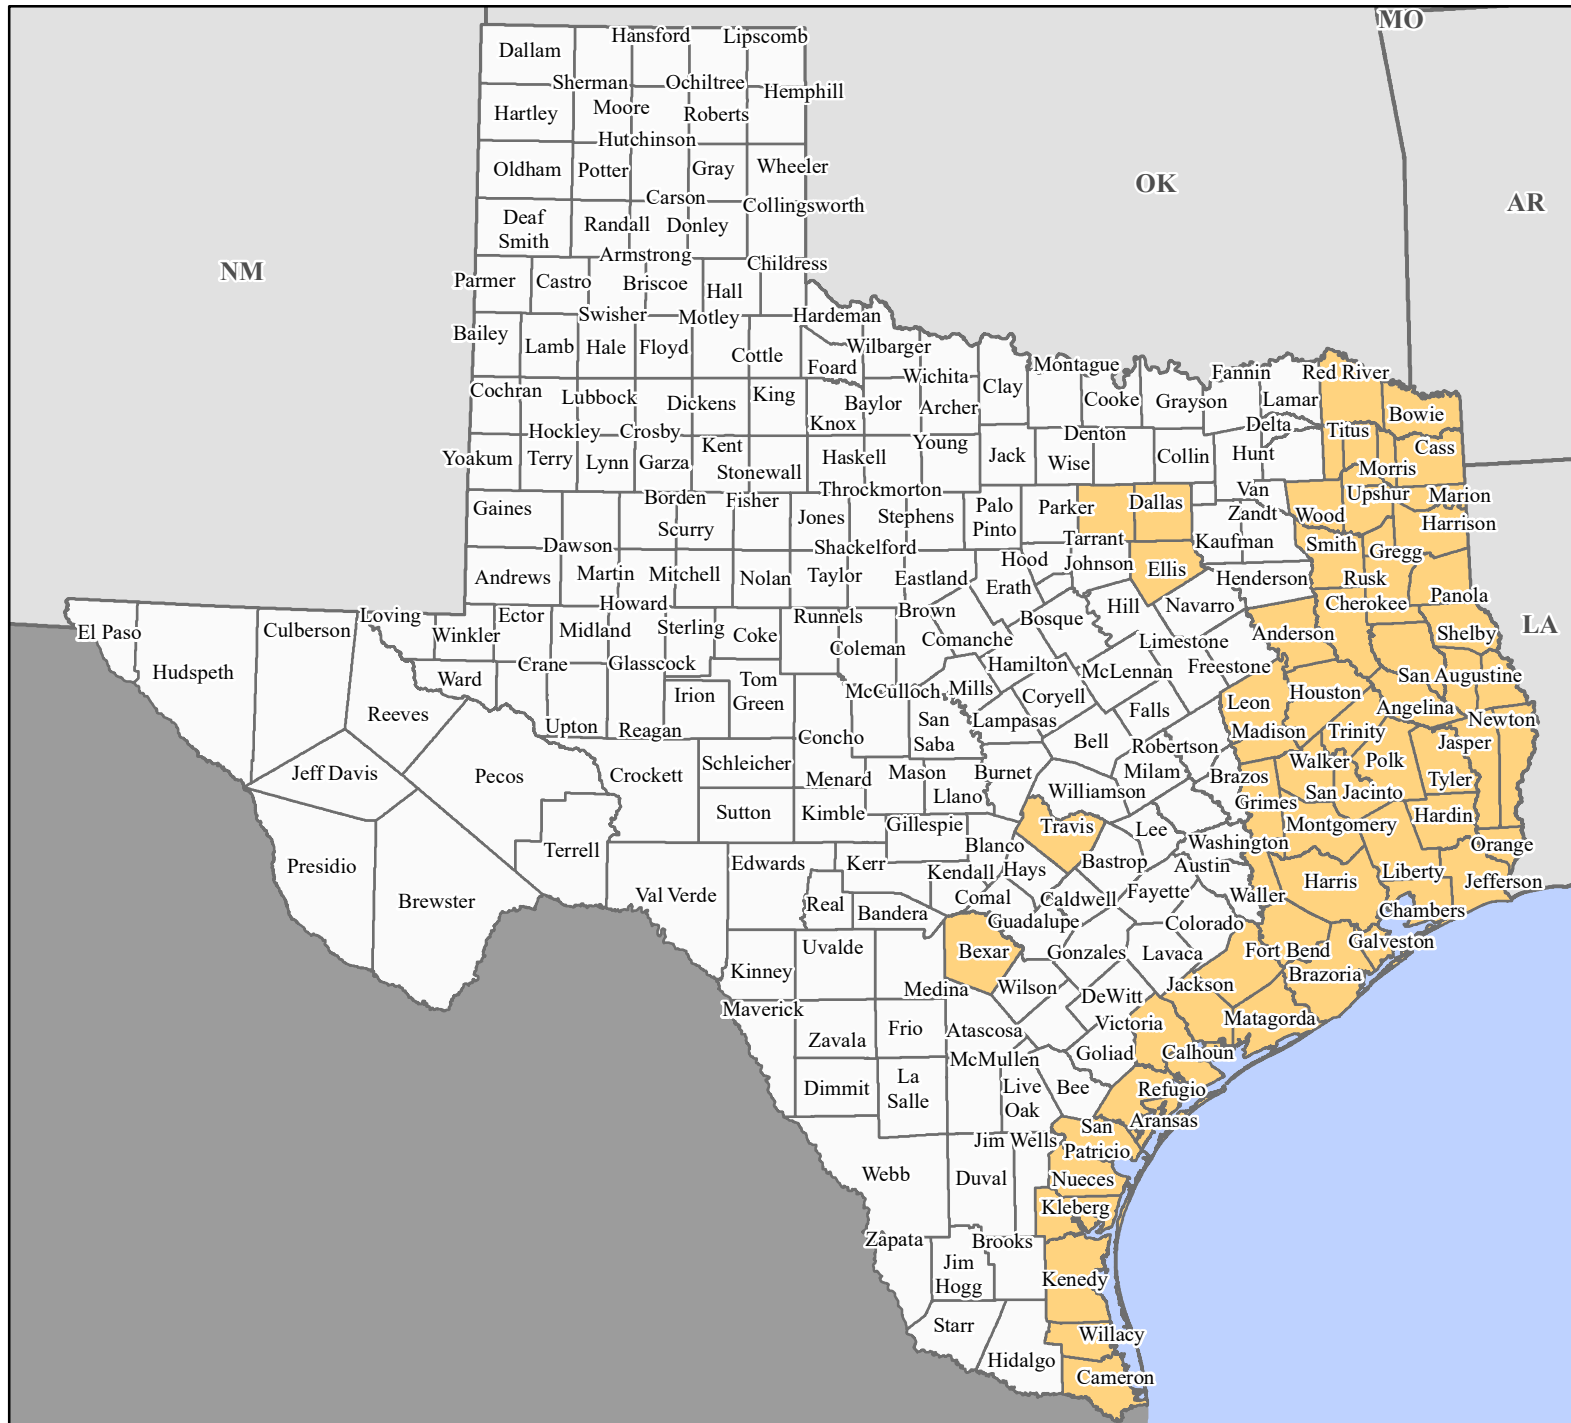 MO
Hansford
Lipscomb
Dallam
Sherman
Ochiltree
Hemphill
Hartley
Moore
Roberts
Hutchinson
Oldham
Potter
Gray
Wheeler
OK
Carson
Collingsworth
AR
Deaf
Smith
Randall
Donley
Armstrong
Childress
NM
Parmer
Castro
Briscoe
Hall
Swisher
Motley
Hardeman
Bailey
Lamb
Hale
Floyd
Cottle
Wilbarger
Foard
Montague
Fannin
Red River
Cochran
Lubbock
Dickens
King
Wichita
Clay
Cooke
Grayson
Lamar
Knox
Baylor
Archer
Bowie
Hockley
Crosby
Delta
Titus
Denton
Yoakum
Terry
Lynn
Garza
Kent
Stonewall
Haskell
Young
Jack
Wise
Collin
Hunt
Cass
Morris
Gaines
Borden
Fisher
Throckmorton
Van
Zandt
Upshur
Marion
Scurry
Jones
Stephens
Palo
Pinto
Parker
Dallas
Wood
Harrison
Dawson
Shackelford
Tarrant
Kaufman
Smith
Gregg
Andrews
Martin
Mitchell
Nolan
Taylor
Eastland
Hood
Johnson
Ellis
Henderson
Rusk
Erath
Panola
Loving
Ector
Howard
Runnels
Brown
Bosque
Hill
Navarro
Cherokee
El Paso
Culberson
Winkler
Midland
Sterling
Coke
Coleman
Comanche
Limestone
Anderson
Shelby
LA
Hudspeth
Ward
Crane
Glasscock
Irion
Tom
Green
McCulloch
Mills
Hamilton
McLennan
Freestone
San Augustine
Reeves
Upton
Reagan
Concho
San
Saba
Lampasas
Coryell
Falls
Leon
Houston
Angelina
Newton
Jeff Davis
Pecos
Crockett
Schleicher
Menard
Mason
Burnet
Bell
Robertson
Madison
Trinity
Jasper
Milam
Brazos
Walker
Polk
Tyler
Sutton
Kimble
Llano
Williamson
Grimes
San Jacinto
Gillespie
Travis
Lee
Montgomery
Hardin
Presidio
Terrell
Edwards
Kerr
Blanco
Bastrop
Washington
Orange
Brewster
Val Verde
Real
Kendall
Hays
Austin
Harris
Liberty
Jefferson
Bandera
Comal
Caldwell
Fayette
Waller
Chambers
Guadalupe
Colorado
Kinney
Uvalde
Bexar
Gonzales
Lavaca
Fort Bend
Galveston
Medina
Wilson
Jackson
Brazoria
Maverick
DeWitt
Zavala
Frio
Atascosa
Victoria
Matagorda
Dimmit
La
Salle
McMullen
Goliad
Calhoun
Live
Oak
Bee
Refugio
Jim Wells
San
Patricio
Aransas
Webb
Duval
Nueces
Kleberg
Zapata
Brooks
Jim
Hogg
Kenedy
Starr
Willacy
Hidalgo
Cameron